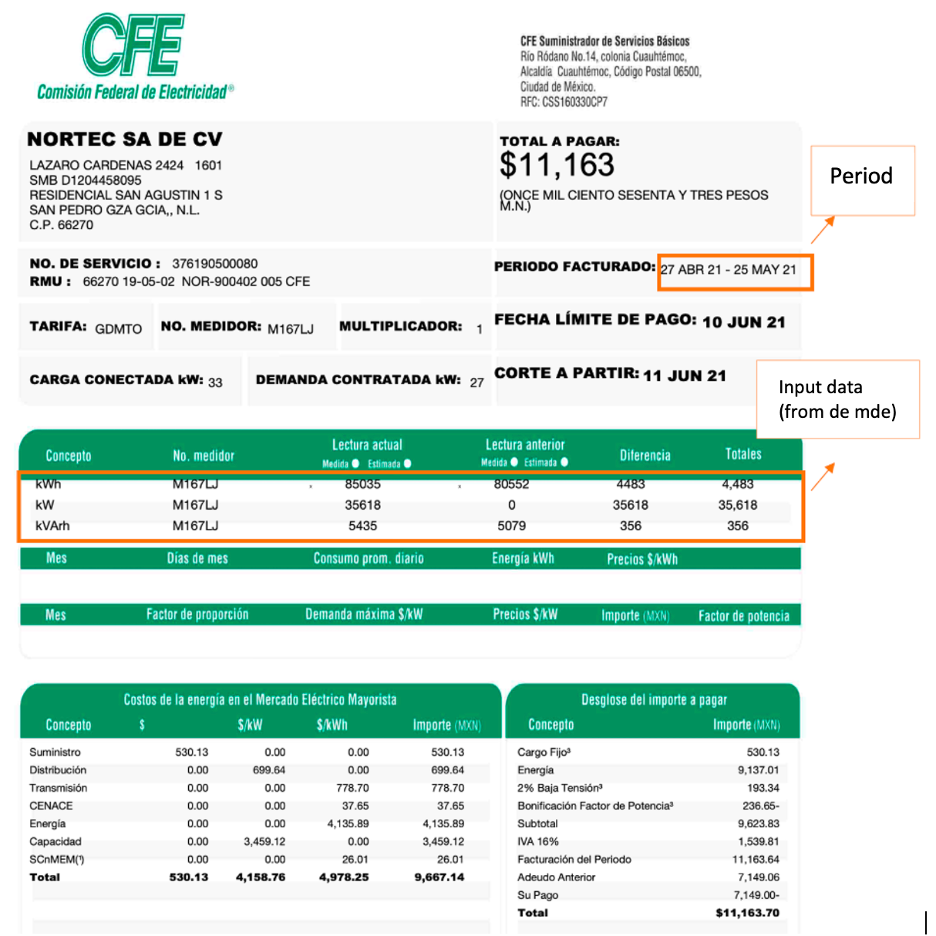 CFE
Comisión Federal de Electricidad®
CFE Suministrador de Servicios Básicos
Río Ródano No.14, colonia Cuauhtémoc,
Alcaldía Cuauhtémoc, Código Postal 06500,
Ciudad de México.
RFC: CSS160330CP7
NORTEC SA DE CV
LAZARO CARDENAS 2424 1601
SMB D1204458095
RESIDENCIAL SAN AGUSTIN 1 S
SAN PEDRO GZA GCIA,, N.L.
C.P. 66270
TOTAL A PAGAR:
$11,163
(ONCE MIL CIENTO SESENTA Y TRES PESOS
M.N.)
Period
NO. DE SERVICIO : 376190500080
RMU : 66270 19-05-02 NOR-900402 005 CFE
PERIODO FACTURADO: 27 ABR 21 - 25 MAY 21
TARIFA: GDMTO NO. MEDIDOR: M167LJ MULTIPLICADOR: 1
FECHA LÍMITE DE PAGO: 10 JUN 21
CARGA CONECTADA kW: 33 DEMANDA CONTRATADA kW: 27
CORTE A PARTIR: 11 JUN 21
Input data
(from de mde)
Concepto No. medidor Lectura actual Lectura anterior Diferencia Totales
Medida Estimada Medida Estimada
kWh M167LJ 85035 80552 4483 4,483
kW M167LJ 35618 0 35618 35,618
kVArh M167LJ 5435 5079 356 356
Mes Días de mes Consumo prom. diario Energía kWh Precios $/kWh
Mes Factor de proporción Demanda máxima $/kW Precios $/kW Importe (MXN) Factor de potencia
Costos de la energía en el Mercado Eléctrico Mayorista
Concepto $ $/kW $/kWh Importe (MXN)
Suministro 530.13 0.00 0.00 530.13
Distribución 0.00 699.64 0.00 699.64
Transmisión 0.00 0.00 778.70 778.70
CENACE 0.00 0.00 37.65 37.65
Energía 0.00 0.00 4,135.89 4,135.89
Capacidad 0.00 3,459.12 0.00 3,459.12
SCnMEM(¹) 0.00 0.00 26.01 26.01
Total 530.13 4,158.76 4,978.25 9,667.14
Desglose del importe a pagar
Concepto Importe (MXN)
Cargo Fijo³ 530.13
Energía 9,137.01
2% Baja Tensión³ 193.34
Bonificación Factor de Potencia³ 236.65-
Subtotal 9,623.83
IVA 16% 1,539.81
Facturación del Periodo 11,163.64
Adeudo Anterior 7,149.06
Su Pago 7,149.00-
Total $11,163.70